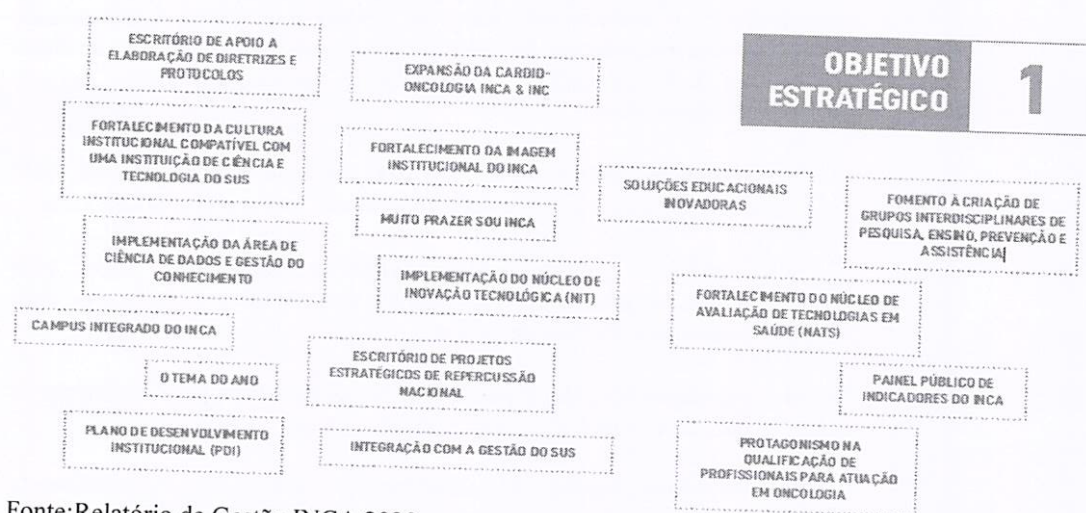 ESCRITÓRIO DE APOIO A
ELABORAÇÃO DE DIRETRIZES E
PROTOCOLOS
EXPANSÃO DA CARDIO-
ONCOLOGIA INCA & INC
OBJETIVO
ESTRATÉGICO
1
FORTALECIMENTO DA CULTURA
INSTITUCIONAL COMPATÍVEL COM
UMA INSTITUIÇÃO DE CIÊNCIA E
TECNOLOGIA DO SUS
FORTALECIMENTO DA IMAGEM
INSTITUCIONAL DO INCA
SOLUÇÕES EDUCACIONAIS
INOVADORAS
FOMENTO À CRIAÇÃO DE
GRUPOS INTERDISCIPLINARES DE
PESQUISA, ENSINO, PREVENÇÃO E
ASSISTÊNCIA
MUITO PRAZER SOU INCA
IMPLEMENTAÇÃO DA ÁREA DE
CIÊNCIA DE DADOS E GESTÃO DO
CONHECIMENTO
IMPLEMENTAÇÃO DO NÚCLEO DE
INOVAÇÃO TECNOLÓGICA (NIT)
FORTALECIMENTO DO NÚCLEO DE
AVALIAÇÃO DE TECNOLOGIAS EM
SAÚDE (NATS)
CAMPUS INTEGRADO DO INCA
O TEMA DO ANO
ESCRITÓRIO DE PROJETOS
ESTRATÉGICOS DE REPERCUSSÃO
NACIONAL
PAINEL PÚBLICO DE
INDICADORES DO INCA
PLANO DE DESENVOLVIMENTO
INSTITUCIONAL (PDI)
INTEGRAÇÃO COM A GESTÃO DO SUS
PROTAGONISMO NA
QUALIFICAÇÃO DE
PROFISSIONAIS PARA ATUAÇÃO
EM ONCOLOGIA
Fonte:Relatório de Gestão INCA